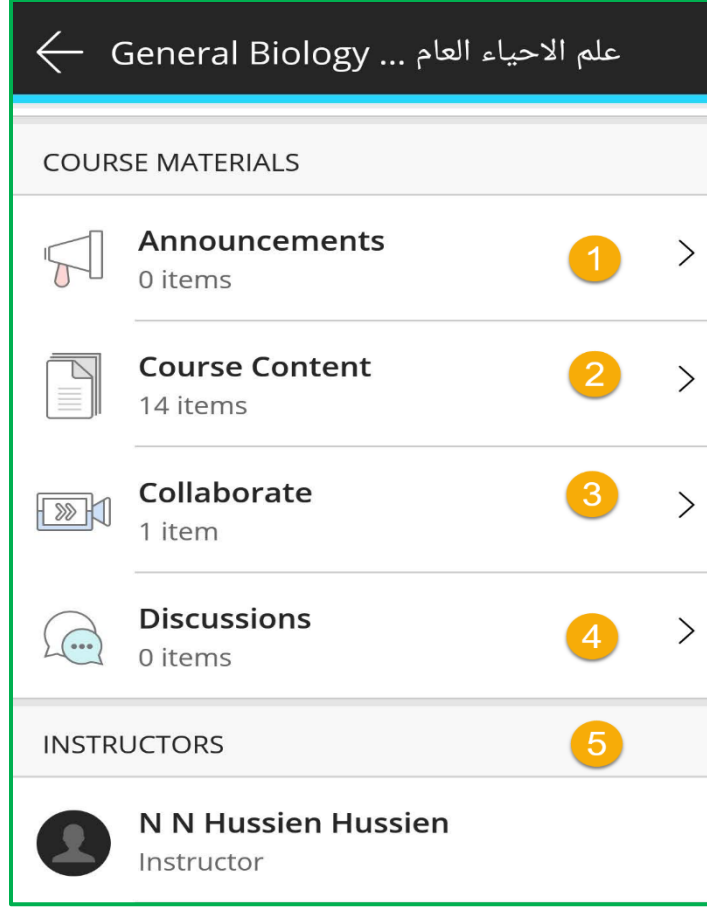 General Biology ... علم الاحياء العام
COURSE MATERIALS
Announcements
1
0 items
Course Content
2
14 items
Collaborate
3
1 item
Discussions
4
0 items
INSTRUCTORS
5
N N Hussien Hussien
Instructor